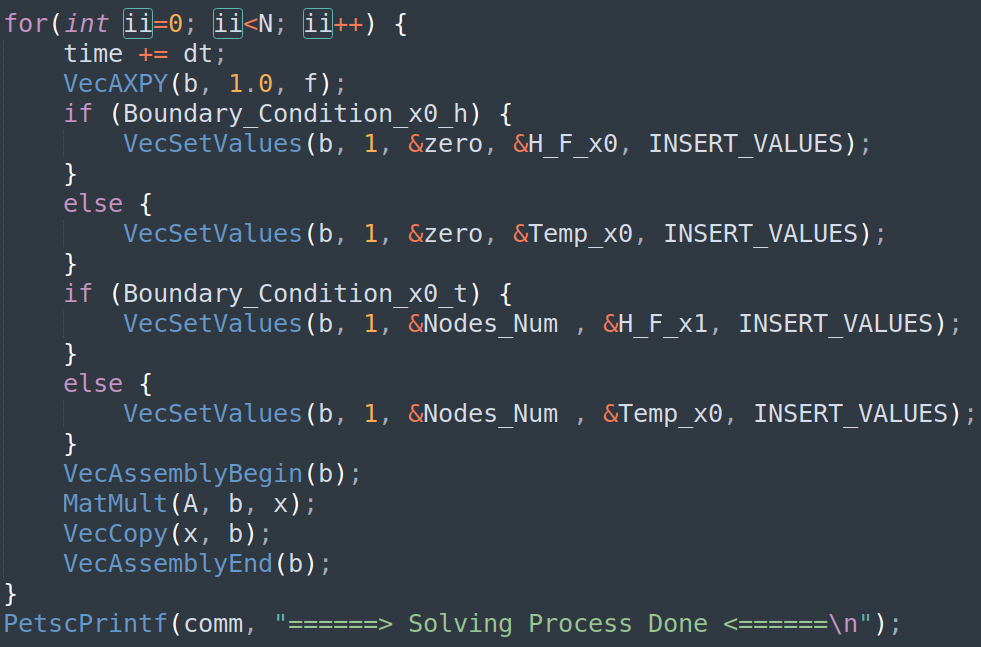 for(int ii=0; ii<N; ii++) {
    time += dt;
    VecAXPY(b, 1.0, f);
    if (Boundary_Condition_x0_h) {
        VecSetValues(b, 1, &zero, &H_F_x0, INSERT_VALUES);
    }
    else {
        VecSetValues(b, 1, &zero, &Temp_x0, INSERT_VALUES);
    }
    if (Boundary_Condition_x0_t) {
        VecSetValues(b, 1, &Nodes_Num , &H_F_x1, INSERT_VALUES);
    }
    else {
        VecSetValues(b, 1, &Nodes_Num , &Temp_x0, INSERT_VALUES);
    }
    VecAssemblyBegin(b);
    MatMult(A, b, x);
    VecCopy(x, b);
    VecAssemblyEnd(b);
}
PetscPrintf(comm, "======> Solving Process Done <======\n");